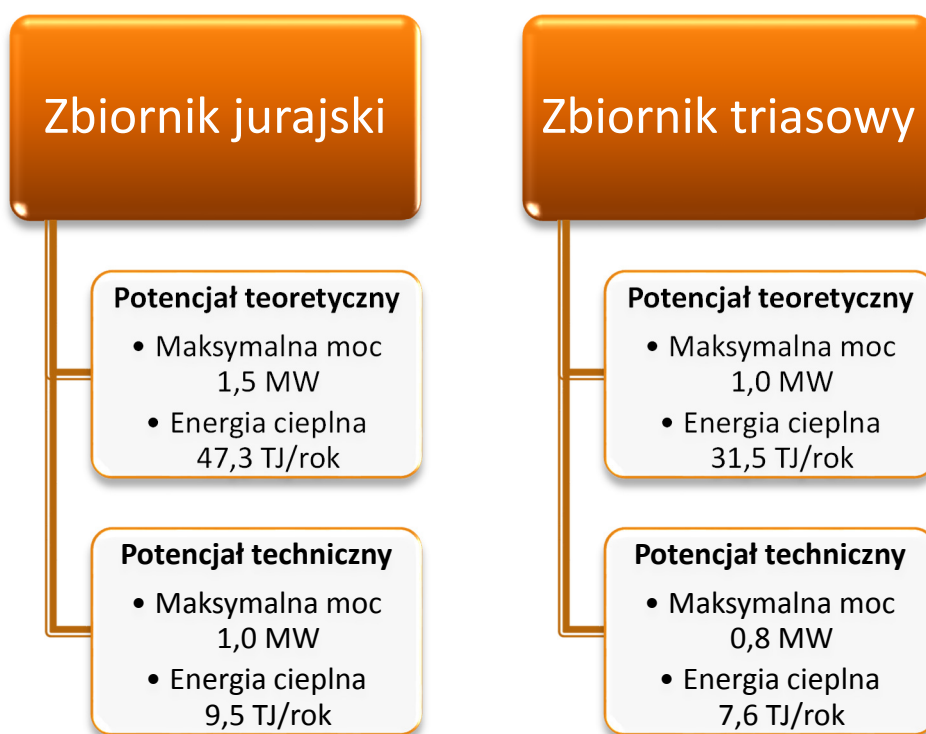 Zbiornik jurajski
Potencjał teoretyczny
• Maksymalna moc
1,5 MW
• Energia cieplna
47,3 TJ/rok
Potencjał techniczny
• Maksymalna moc
1,0 MW
• Energia cieplna
9,5 TJ/rok
Zbiornik triasowy
Potencjał teoretyczny
• Maksymalna moc
1,0 MW
• Energia cieplna
31,5 TJ/rok
Potencjał techniczny
• Maksymalna moc
0,8 MW
• Energia cieplna
7,6 TJ/rok